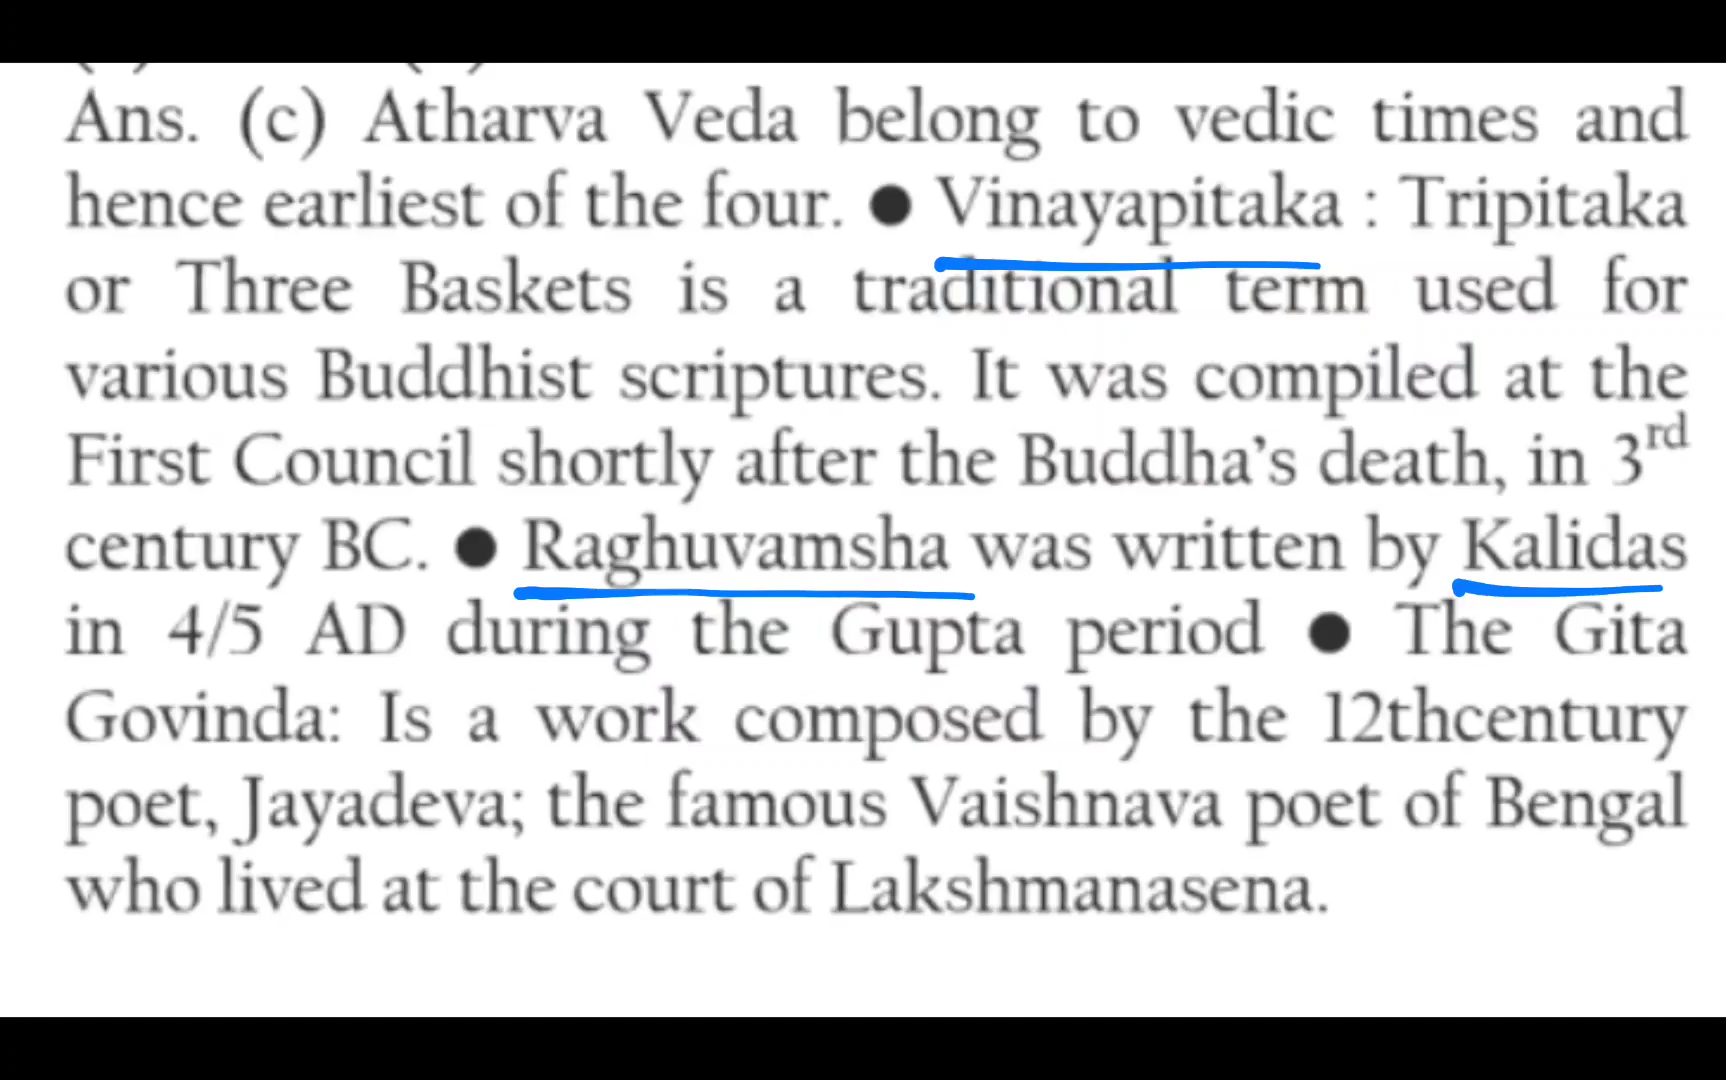 Ans. (c) Atharva Veda belong to vedic times and
hence earliest of the four. ● Vinayapitaka : Tripitaka
or Three Baskets is a traditional term used for
various Buddhist scriptures. It was compiled at the
First Council shortly after the Buddha’s death, in 3rd
century BC. ● Raghuvamsha was written by Kalidas
in 4/5 AD during the Gupta period ● The Gita
Govinda: Is a work composed by the 12thcentury
poet, Jayadeva; the famous Vaishnava poet of Bengal
who lived at the court of Lakshmanasena.